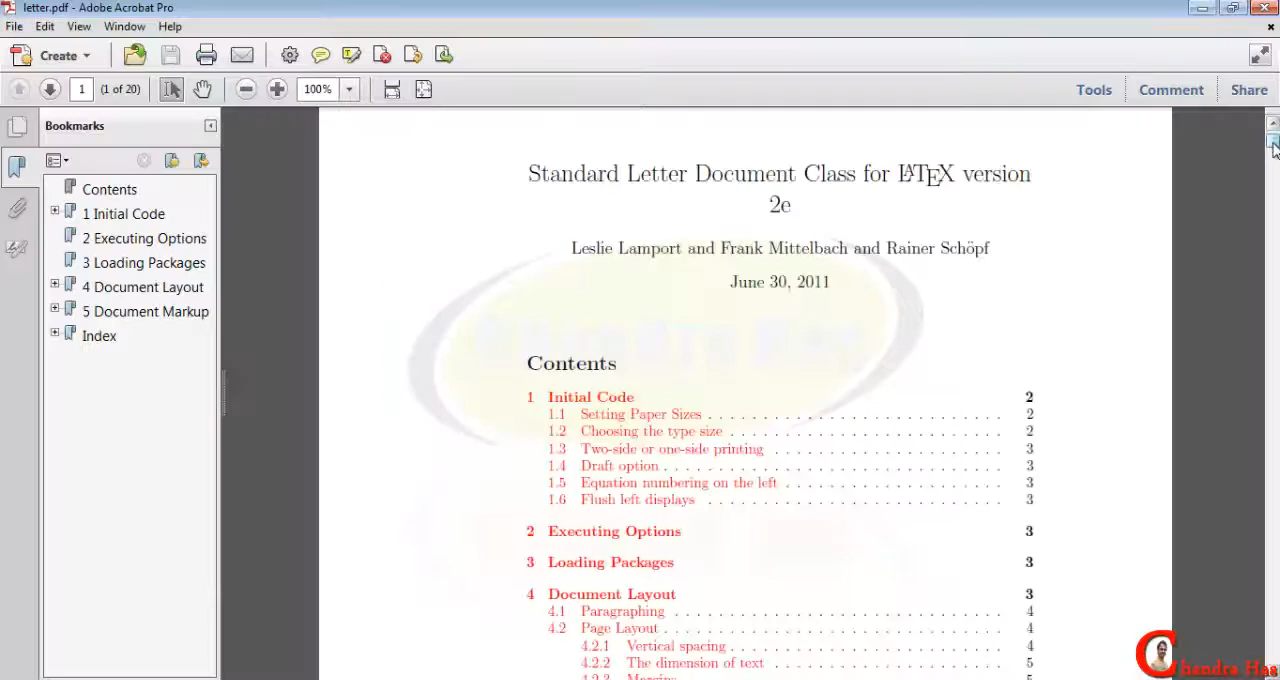 letter.pdf - Adobe Acrobat Pro
File Edit View Window Help
Create
1 (1 of 20) 100% Tools Comment Share
Bookmarks
Contents
1 Initial Code
2 Executing Options
3 Loading Packages
4 Document Layout
5 Document Markup
Index
Standard Letter Document Class for LATEX version
2e
Leslie Lamport and Frank Mittelbach and Rainer Schöpf
June 30, 2011
Chandra Has
Contents
1 Initial Code 2
1.1 Setting Paper Sizes . . . . . . . . . . . . . . . . . . . . . . . . . . 2
1.2 Choosing the type size . . . . . . . . . . . . . . . . . . . . . . . . 2
1.3 Two-side or one-side printing . . . . . . . . . . . . . . . . . . . . 3
1.4 Draft option . . . . . . . . . . . . . . . . . . . . . . . . . . . . . 3
1.5 Equation numbering on the left . . . . . . . . . . . . . . . . . . . 3
1.6 Flush left displays . . . . . . . . . . . . . . . . . . . . . . . . . . 3
2 Executing Options 3
3 Loading Packages 3
4 Document Layout 3
4.1 Paragraphing . . . . . . . . . . . . . . . . . . . . . . . . . . . . 4
4.2 Page Layout . . . . . . . . . . . . . . . . . . . . . . . . . . . . . 4
4.2.1 Vertical spacing . . . . . . . . . . . . . . . . . . . . . . . . 4
4.2.2 The dimension of text . . . . . . . . . . . . . . . . . . . . 5
4.2.3 Margins
Chandra Has